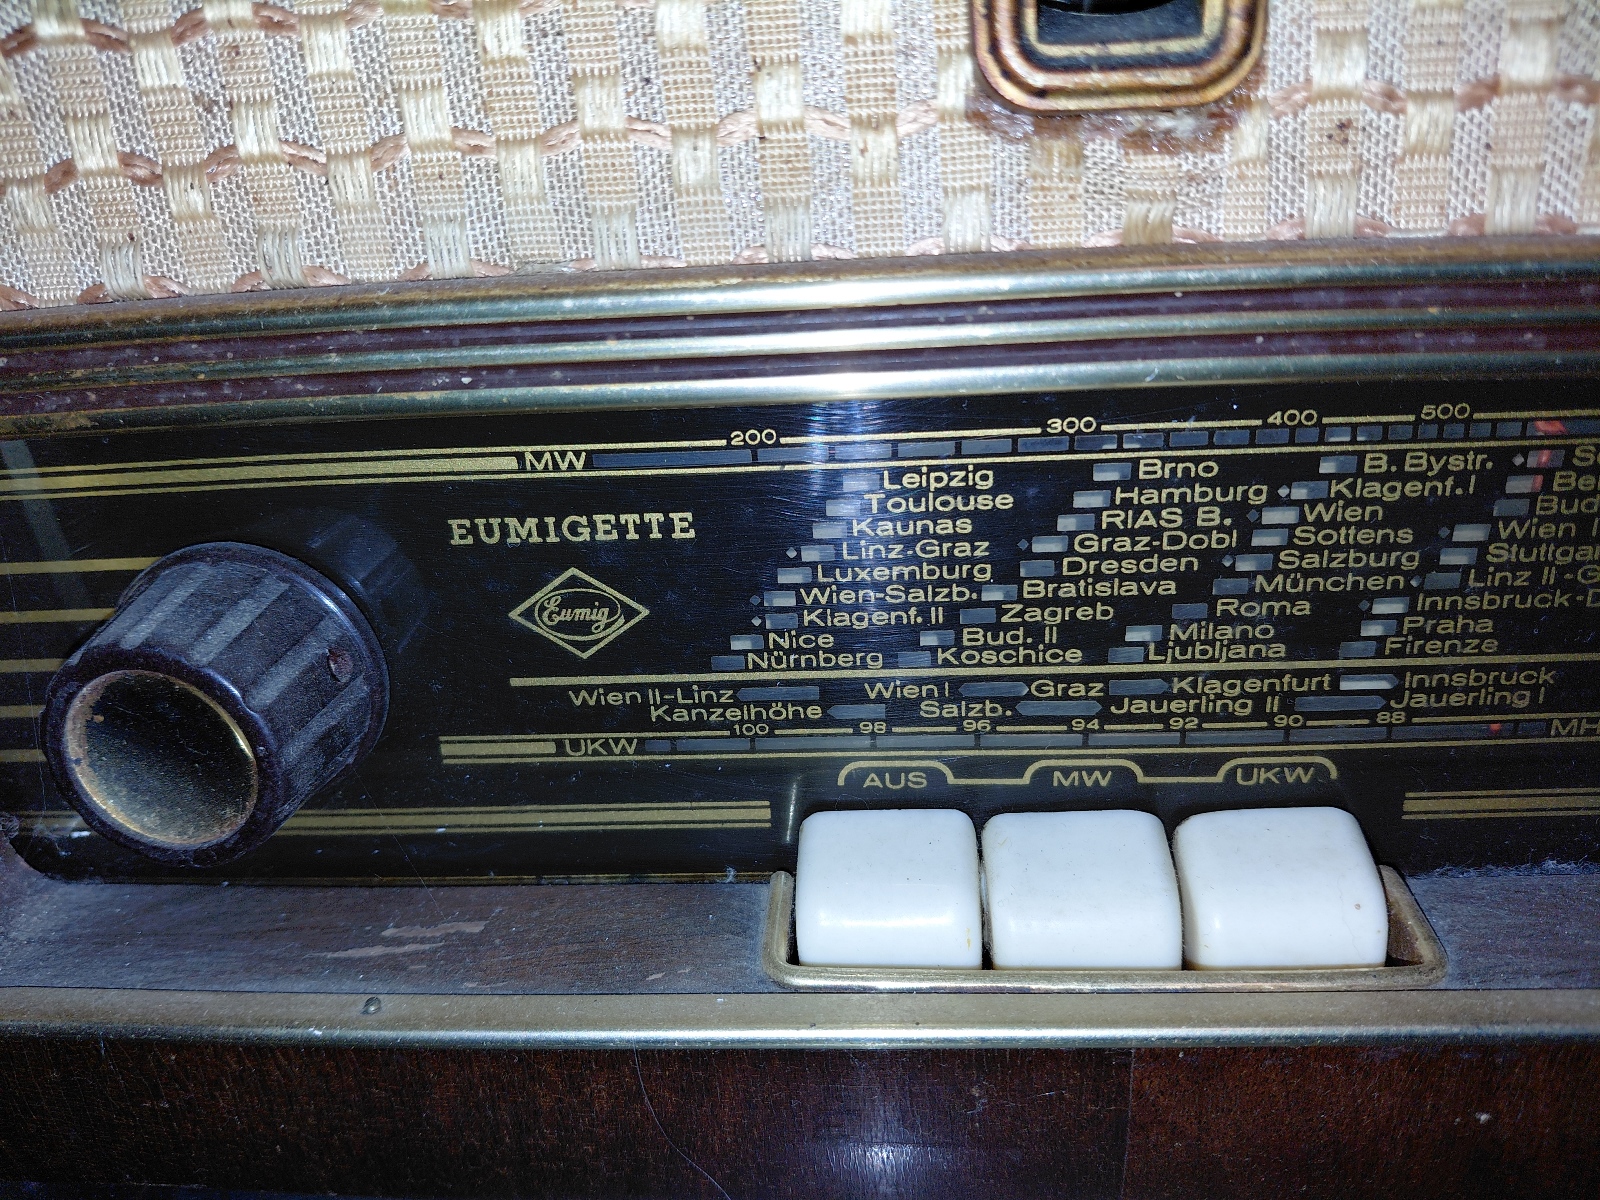 200 300 400 500
MW
Leipzig Brno B. Bystr.
Toulouse Hamburg Klagenf. I
EUMIGETTE
Kaunas RIAS B. Wien
Linz-Graz Graz-Dobl Sottens Wien
Luxemburg Dresden Salzburg
Wien-Salzb. Bratislava München Linz II-
Eumig
Klagenf. II Zagreb Roma Innsbruck-
Nice Bud. II Milano Praha
Nürnberg Koschice Ljubljana Firenze
Wien II-Linz Wien I Graz Klagenfurt Innsbruck
Kanzelhöhe Salzb. Jauerling II Jauerling I
100 98 96 94 92 90 88
UKW
AUS MW UKW